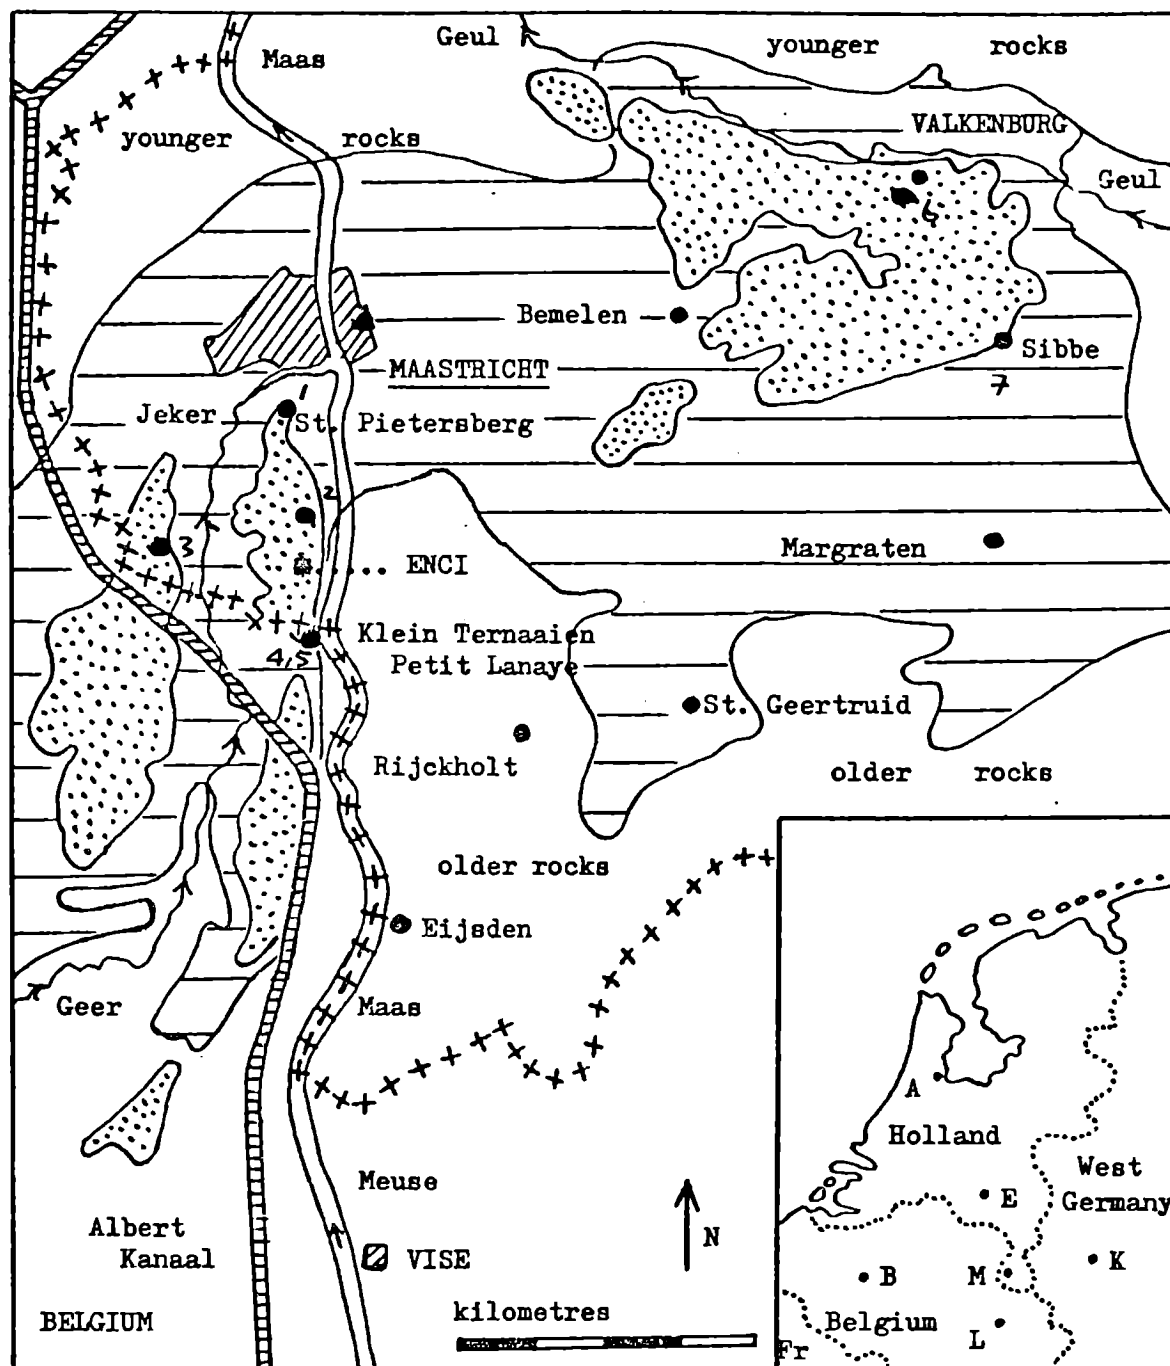 Geul
younger rocks
Maas
younger rocks
VALKENBURG
Geul
6
Bemelen
Sibbe
7
MAASTRICHT
1
Jeker
St. Pietersberg
2
3
Margraten
ENCI
Klein Ternaaien
4,5
Petit Lanaye
St. Geertruid
Rijckholt
older rocks
older rocks
Eijsden
Geer
Maas
A
Holland
Meuse
West
Germany
E
Albert
Kanaal
N
VISE
B
M
K
kilometres
BELGIUM
Belgium
L
Fr